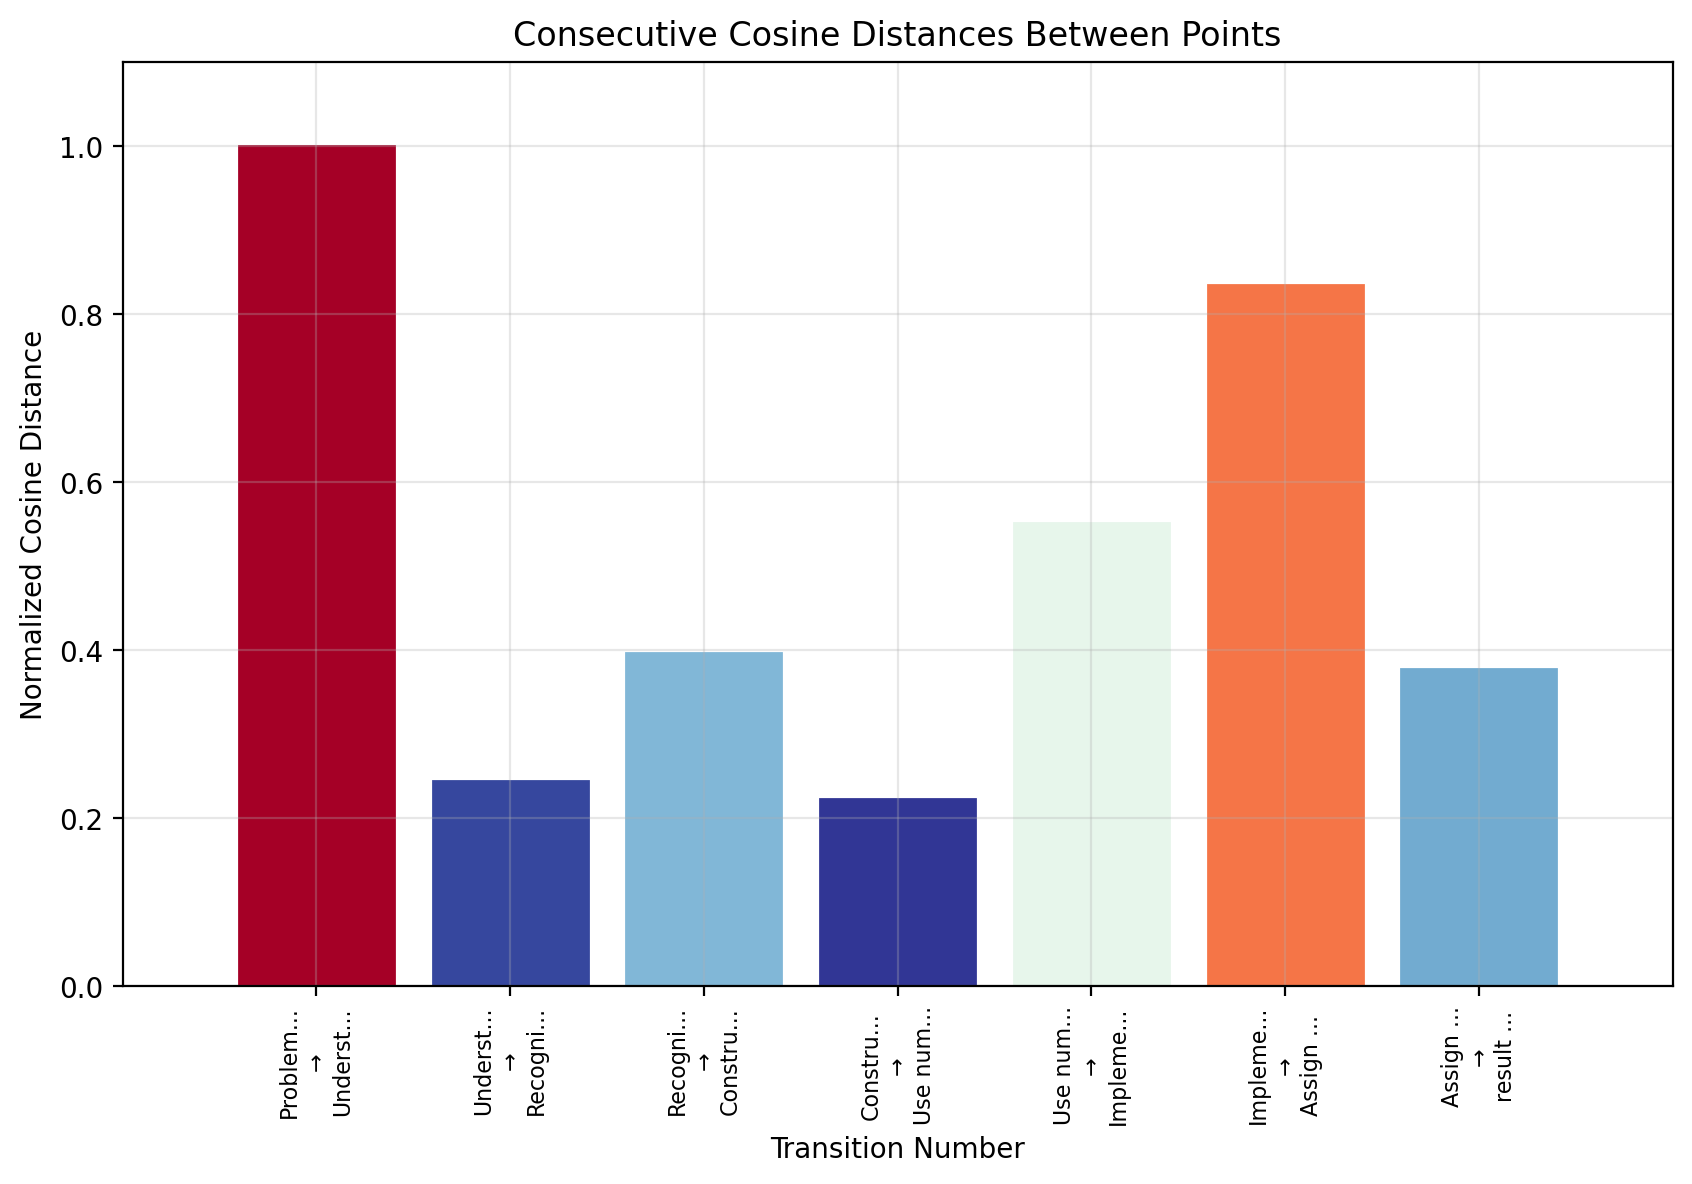 Consecutive Cosine Distances Between Points
Normalized Cosine Distance
1.0
0.8
0.6
0.4
0.2
0.0
Problem...
→
Underst...
Underst...
→
Recogni...
Recogni...
→
Constru...
Constru...
→
Use num...
Use num...
→
Impleme...
Impleme...
→
Assign ...
Assign ...
→
result ...
Transition Number